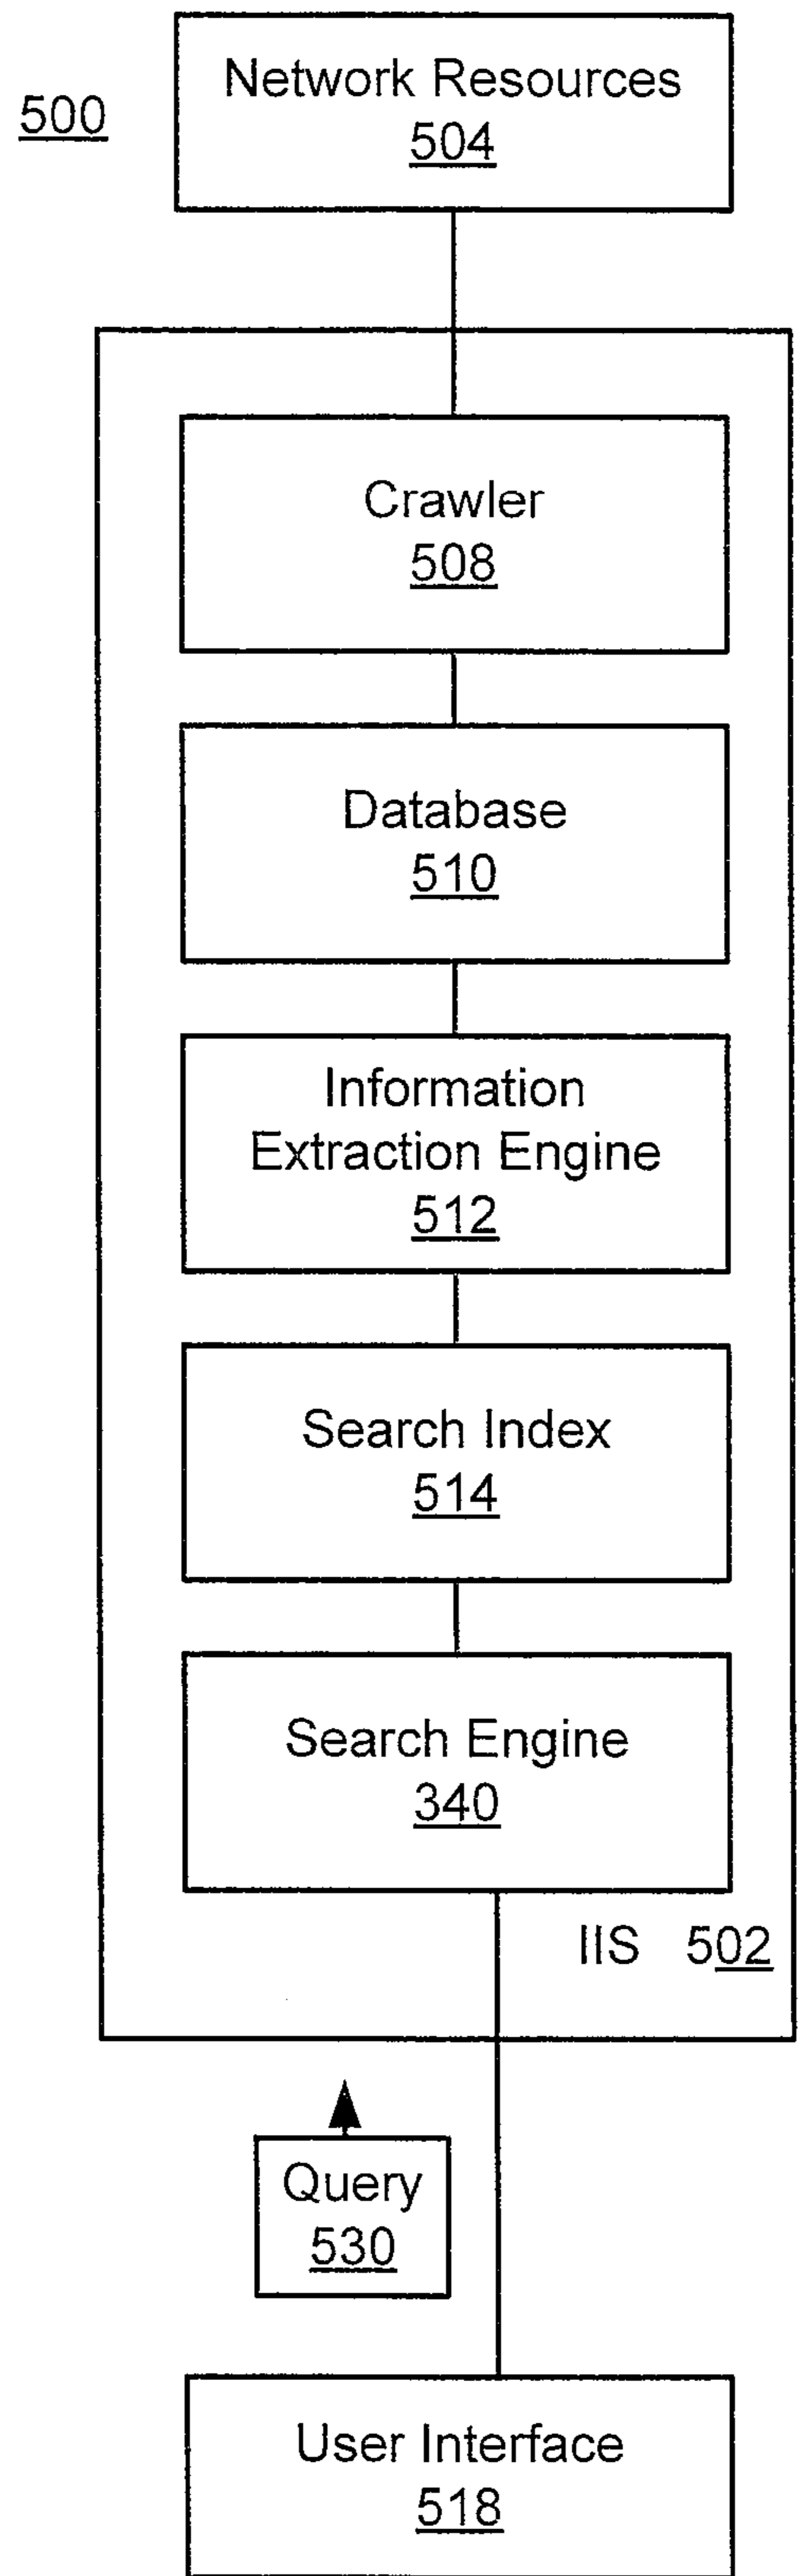 500
Network Resources
504
Crawler
508
Database
510
Information
Extraction Engine
512
Search Index
514
Search Engine
340
IIS 502
Query
530
User Interface
518